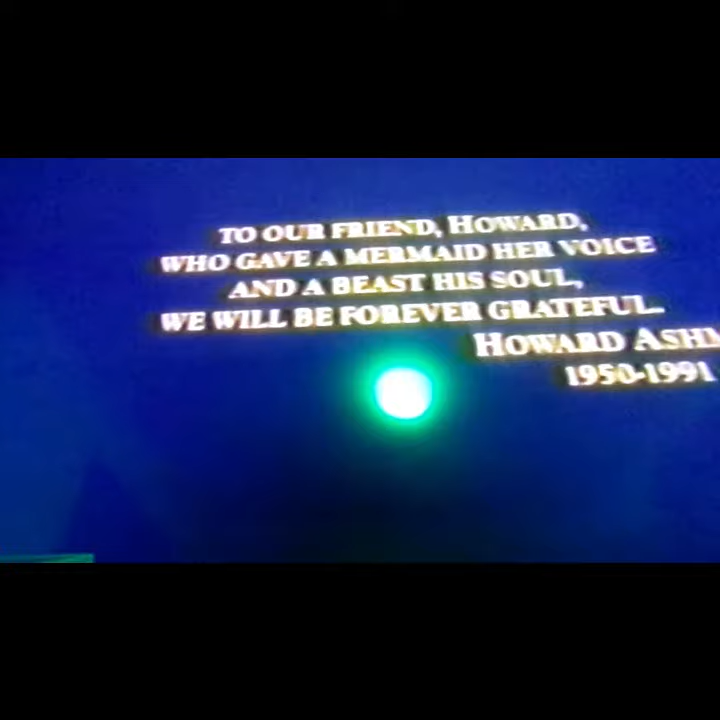 TO OUR FRIEND, HOWARD,
WHO GAVE A MERMAID HER VOICE
AND A BEAST HIS SOUL,
WE WILL BE FOREVER GRATEFUL.
HOWARD
1950-1991